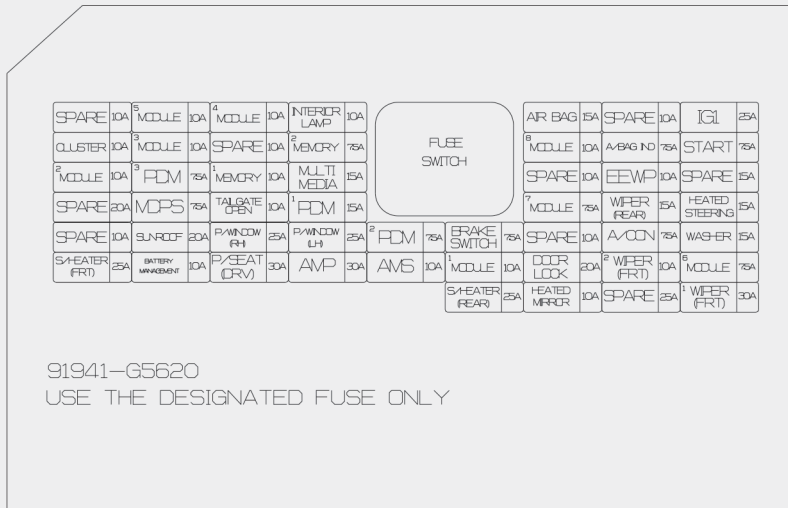 SPARE 10A 5 MODULE 10A 4 MODULE 10A INTERIOR LAMP 10A AIR BAG 15A SPARE 10A IG1 25A
CLUSTER 10A 3 MODULE 10A SPARE 10A 2 MEMORY 7.5A FUSE SWITCH 8 MODULE 10A A/BAG IND 7.5A START 7.5A
2 MODULE 10A 3 PDM 7.5A 1 MEMORY 10A MULTI MEDIA 15A SPARE 10A EEWP 10A SPARE 15A
SPARE 20A MDPS 7.5A TAILGATE OPEN 10A 1 PDM 15A 7 MODULE 7.5A WIPER (REAR) 15A HEATED STEERING 15A
SPARE 10A SUNROOF 20A P/WINDOW (RH) 25A P/WINDOW (LH) 25A 2 PDM 7.5A BRAKE SWITCH 7.5A SPARE 10A A/CON 7.5A WASHER 15A
S/HEATER (FRT) 25A BATTERY MANAGEMENT 10A P/SEAT (DRV) 30A AMP 30A AMS 10A 1 MODULE 10A DOOR LOCK 20A 2 WIPER (FRT) 10A 6 MODULE 7.5A
S/HEATER (REAR) 25A HEATED MIRROR 10A SPARE 25A 1 WIPER (FRT) 30A
91941-G5620
USE THE DESIGNATED FUSE ONLY